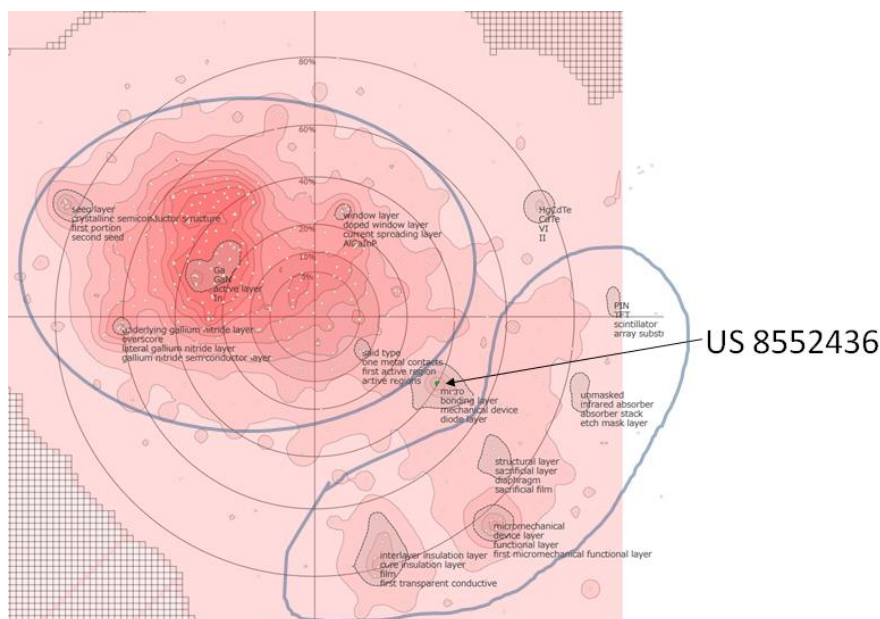 80%
60%
40%
20%
10%
seed layer
crystalline semiconductor structure
first portion
second seed
window layer
doped window layer
current spreading layer
HgCdTe
CdTe
VI
II
Ga
GaN
active layer
In
PIN
TFT
scintillator
array substr
underlying gallium nitride layer
overscore
lateral gallium nitride layer
gallium nitride semiconductor layer
US 8552436
said type
one metal contacts
first active region
active regions
micro
bonding layer
mechanical device
diode layer
unmasked
infrared absorber
absorber stack
etch mask layer
structural layer
sacrificial layer
diaphragm
sacrificial film
micromechanical
device layer
functional layer
first micromechanical functional layer
interlayer insulation layer
cure insulation layer
film
first transparent conductive